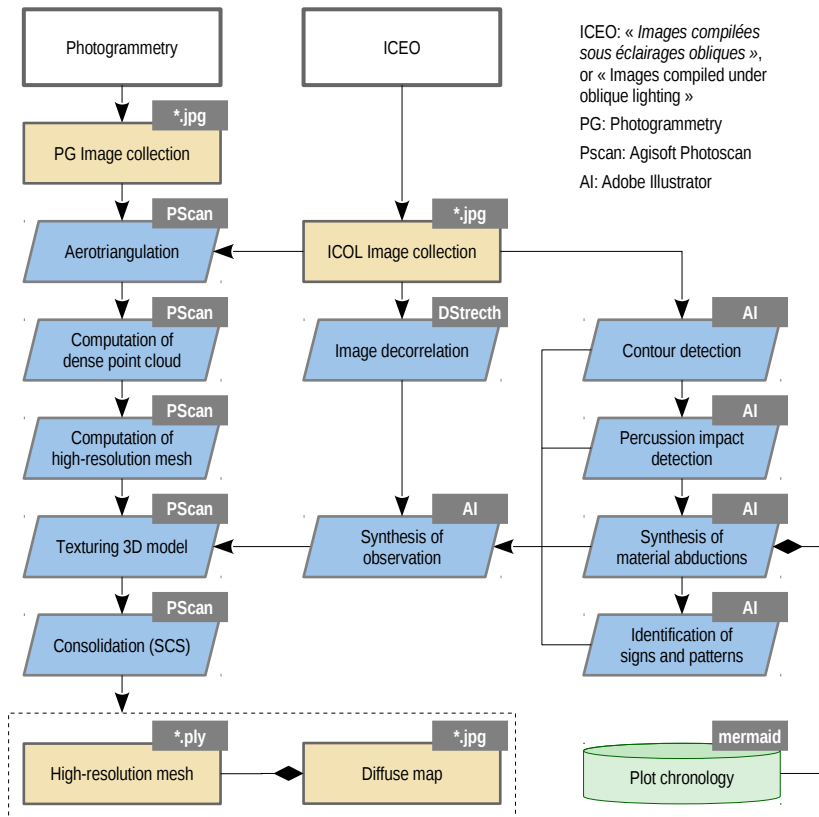 Photogrammetry
ICEO
ICEO: « Images compilées
sous éclairages obliques »,
or « Images compiled under
oblique lighting »
PG: Photogrammetry
Pscan: Agisoft Photoscan
AI: Adobe Illustrator
*.jpg
PG Image collection
PScan
Aerotriangulation
*.jpg
ICOL Image collection
PScan
Computation of
dense point cloud
DStrecth
Image decorrelation
AI
Contour detection
PScan
Computation of
high-resolution mesh
AI
Percussion impact
detection
PScan
Texturing 3D model
AI
Synthesis of
observation
AI
Synthesis of
material abductions
PScan
Consolidation (SCS)
AI
Identification of
signs and patterns
*.ply
High-resolution mesh
*.jpg
Diffuse map
mermaid
Plot chronology